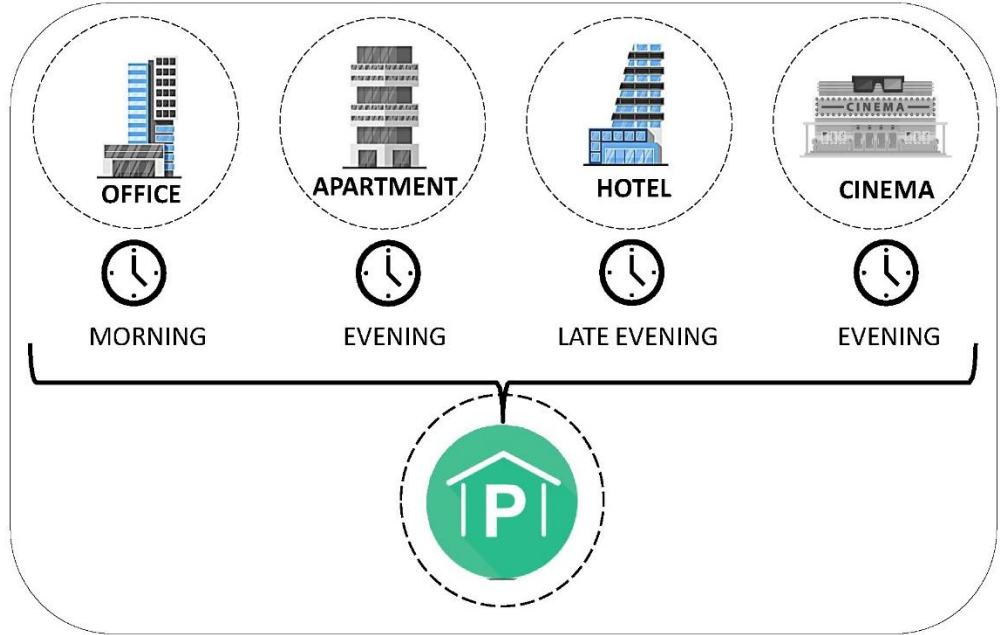 CINEMA
OFFICE
APARTMENT
HOTEL
CINEMA
MORNING
EVENING
LATE EVENING
EVENING
P